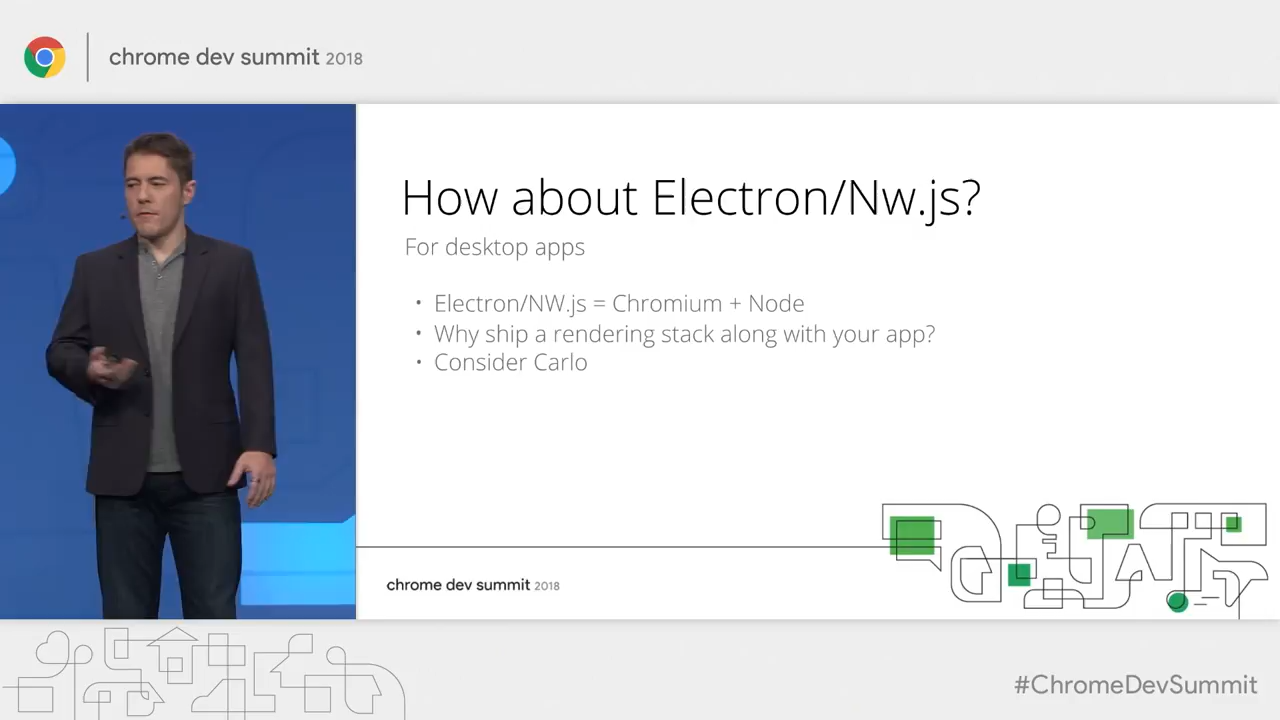 chrome dev summit 2018
How about Electron/Nw.js?
For desktop apps
• Electron/NW.js = Chromium + Node
• Why ship a rendering stack along with your app?
• Consider Carlo
chrome dev summit 2018
#ChromeDevSummit